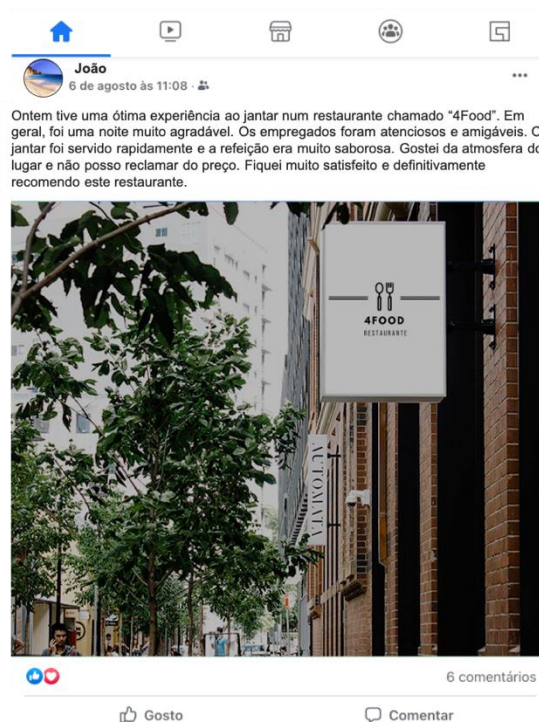 João
6 de agosto às 11:08 ·
Ontem tive uma ótima experiência ao jantar num restaurante chamado “4Food”. Em
geral, foi uma noite muito agradável. Os empregados foram atenciosos e amigáveis. O
jantar foi servido rapidamente e a refeição era muito saborosa. Gostei da atmosfera do
lugar e não posso reclamar do preço. Fiquei muito satisfeito e definitivamente
recomendo este restaurante.
4FOOD
RESTAURANTE
AUTOMATA
6 comentários
Gosto
Comentar